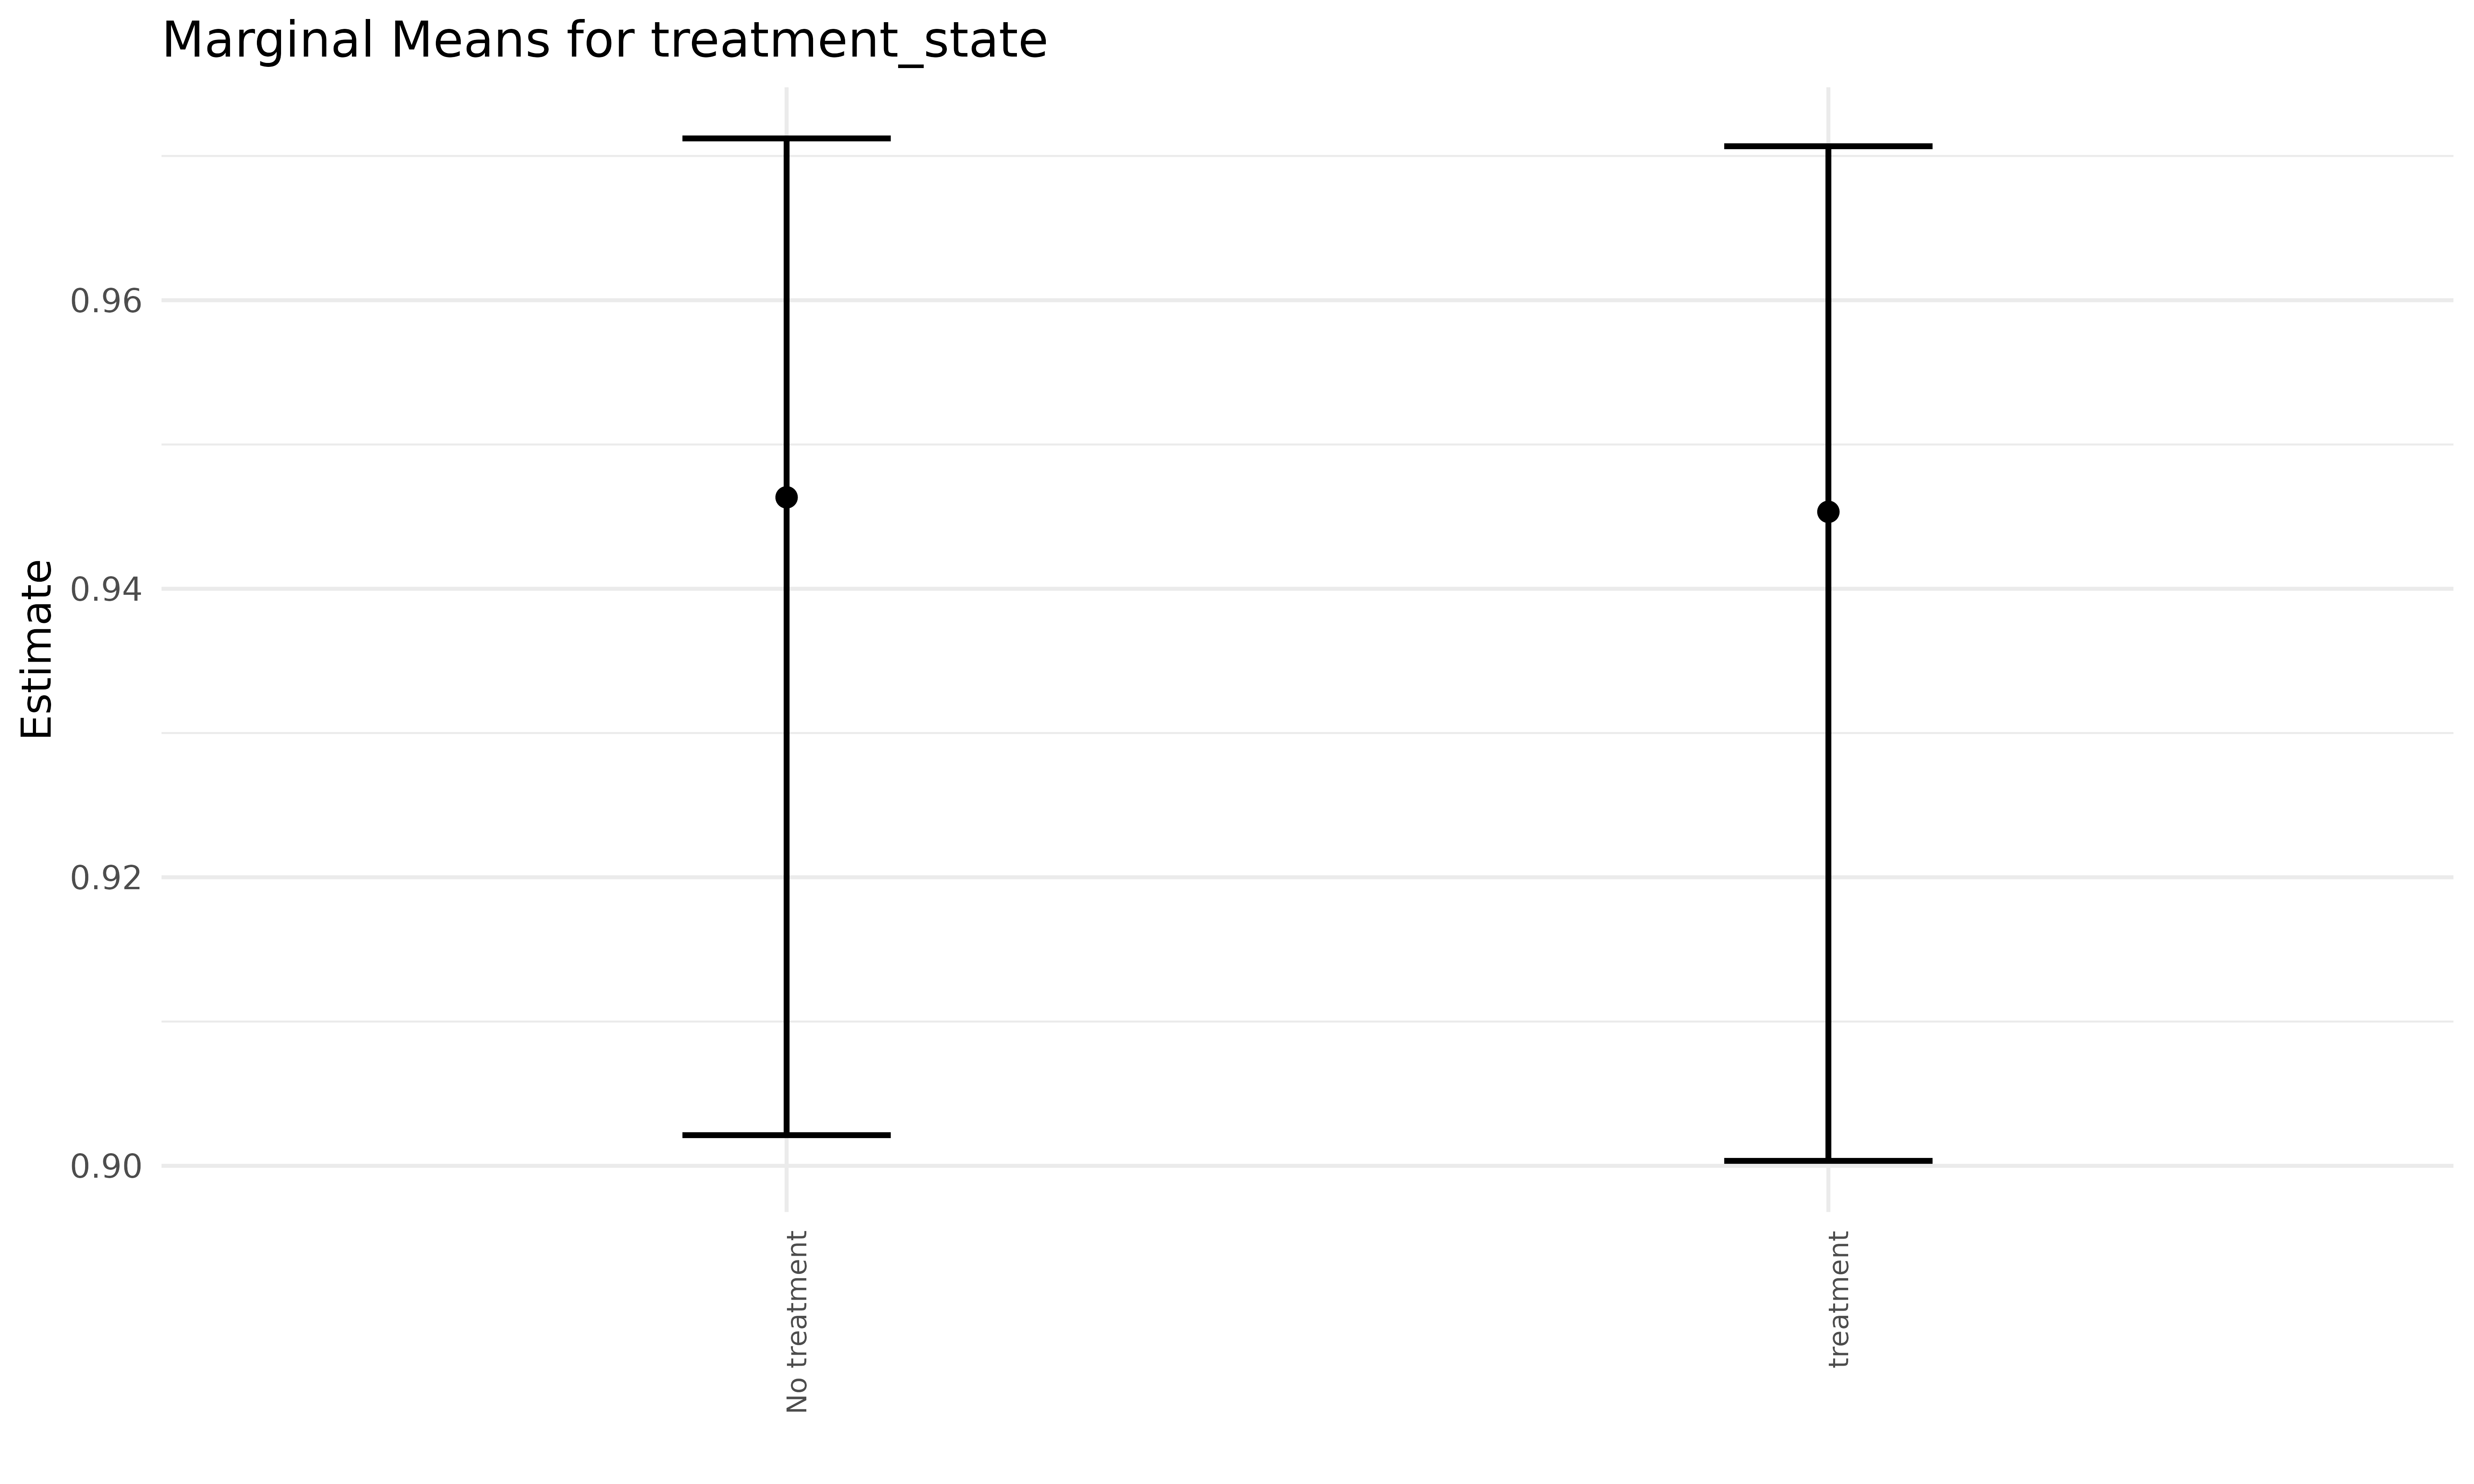 Marginal Means for treatment_state
Estimate
0.96
0.94
0.92
0.90
No treatment
treatment